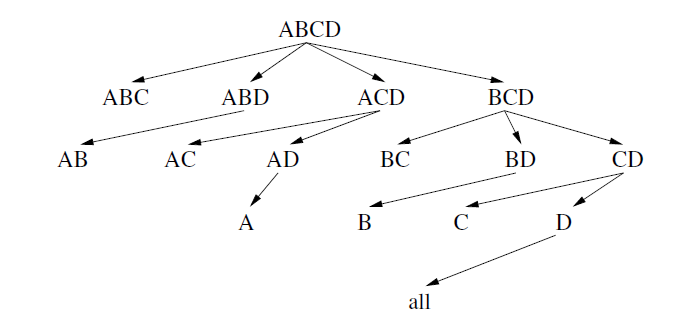 ABCD
ABC ABD ACD BCD
AB AC AD BC BD CD
A B C D
all